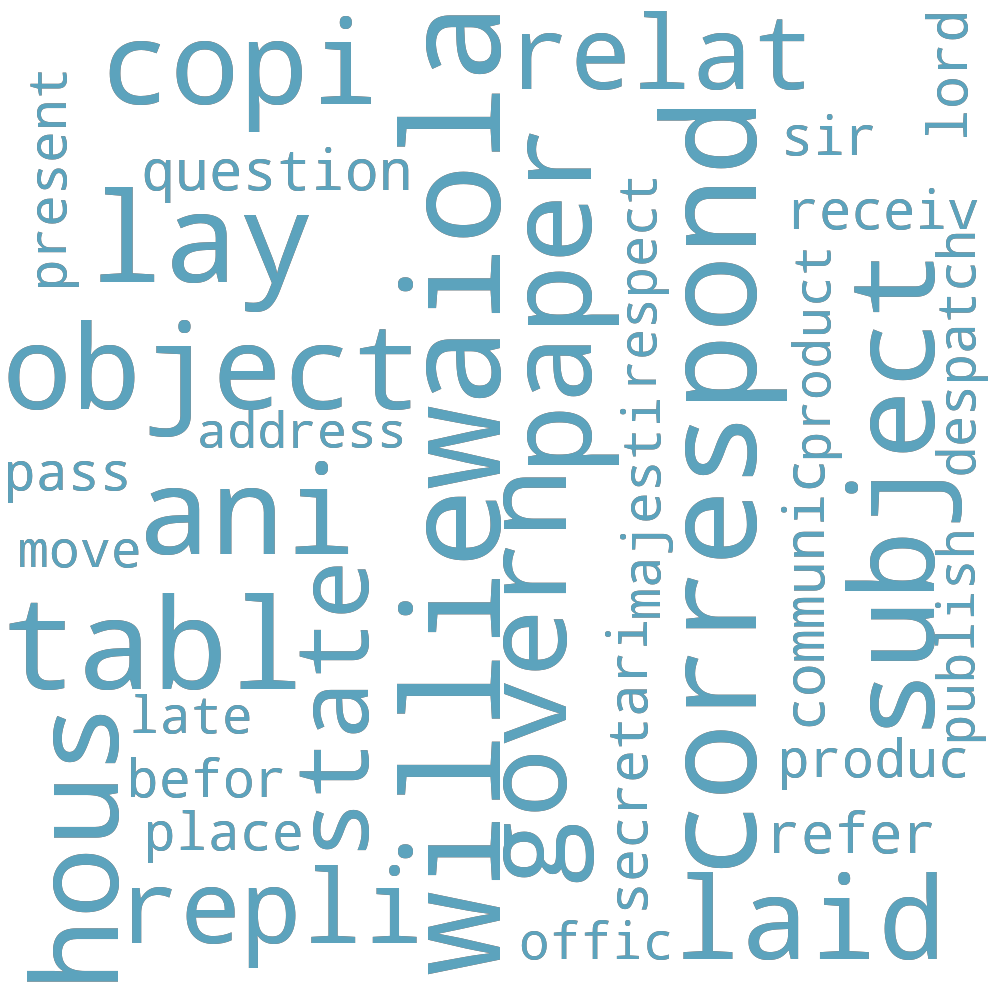 copi
relat
lord
present
question
sir
lay
receiv
williewaiola
paper
respect
correspond
product
despatch
object
address
majesti
subject
pass
ani
move
govern
communic
publish
tabl
state
secretari
late
hous
befor
produc
place
refer
repli
offic
laid